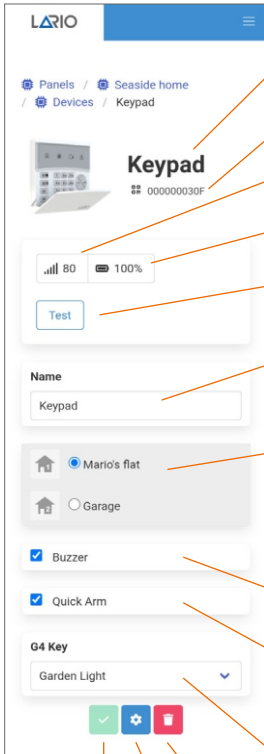 LARIO
Panels / Seaside home
/ Devices / Keypad
Keypad
000000030F
80 100%
Test
Name
Keypad
Mario's flat
Garage
Buzzer
Quick Arm
G4 Key
Garden Light